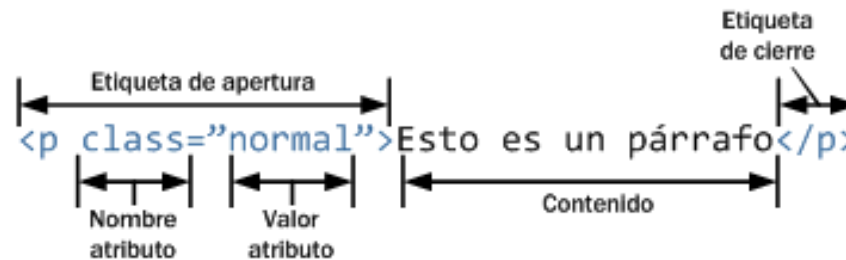 Etiqueta
de cierre
Etiqueta de apertura
<p class=”normal”>Esto es un párrafo</p>
Nombre
atributo
Valor
atributo
Contenido